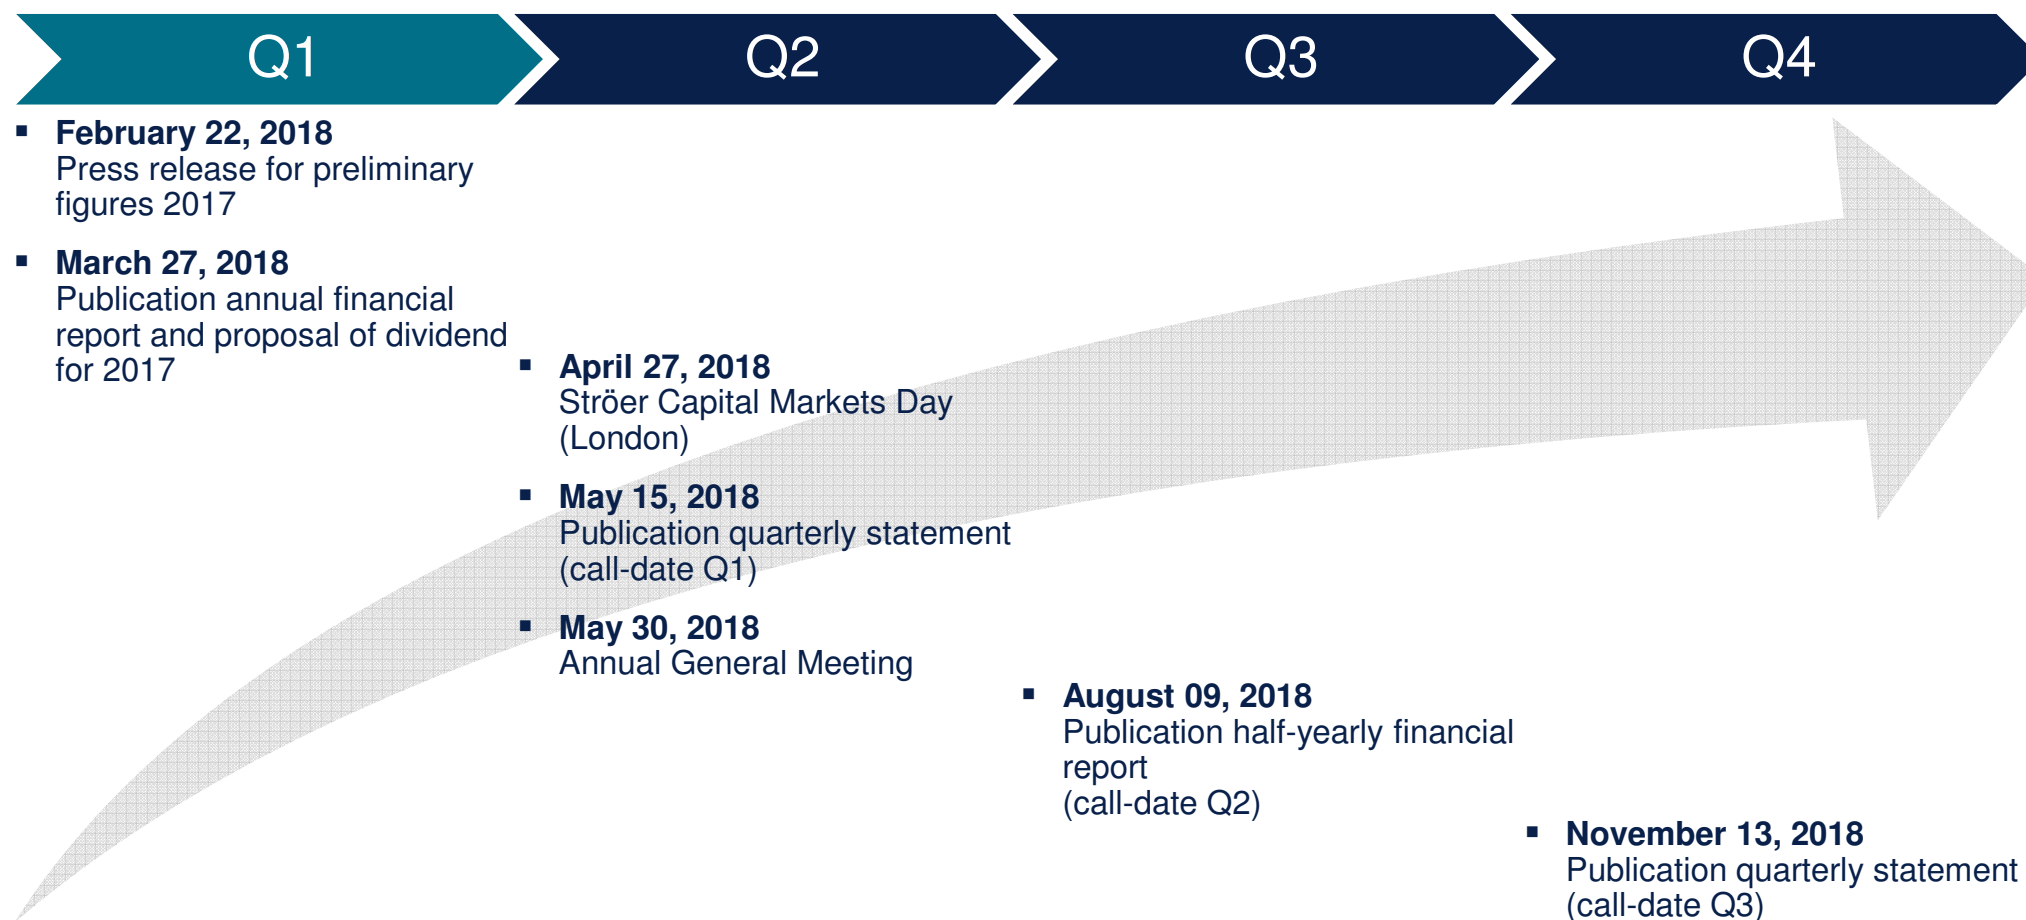 Q1
Q2
Q3
Q4
▪ February 22, 2018
Press release for preliminary
figures 2017
▪ March 27, 2018
Publication annual financial
report and proposal of dividend
for 2017
▪ April 27, 2018
Ströer Capital Markets Day
(London)
▪ May 15, 2018
Publication quarterly statement
(call-date Q1)
▪ May 30, 2018
Annual General Meeting
▪ August 09, 2018
Publication half-yearly financial
report
(call-date Q2)
▪ November 13, 2018
Publication quarterly statement
(call-date Q3)